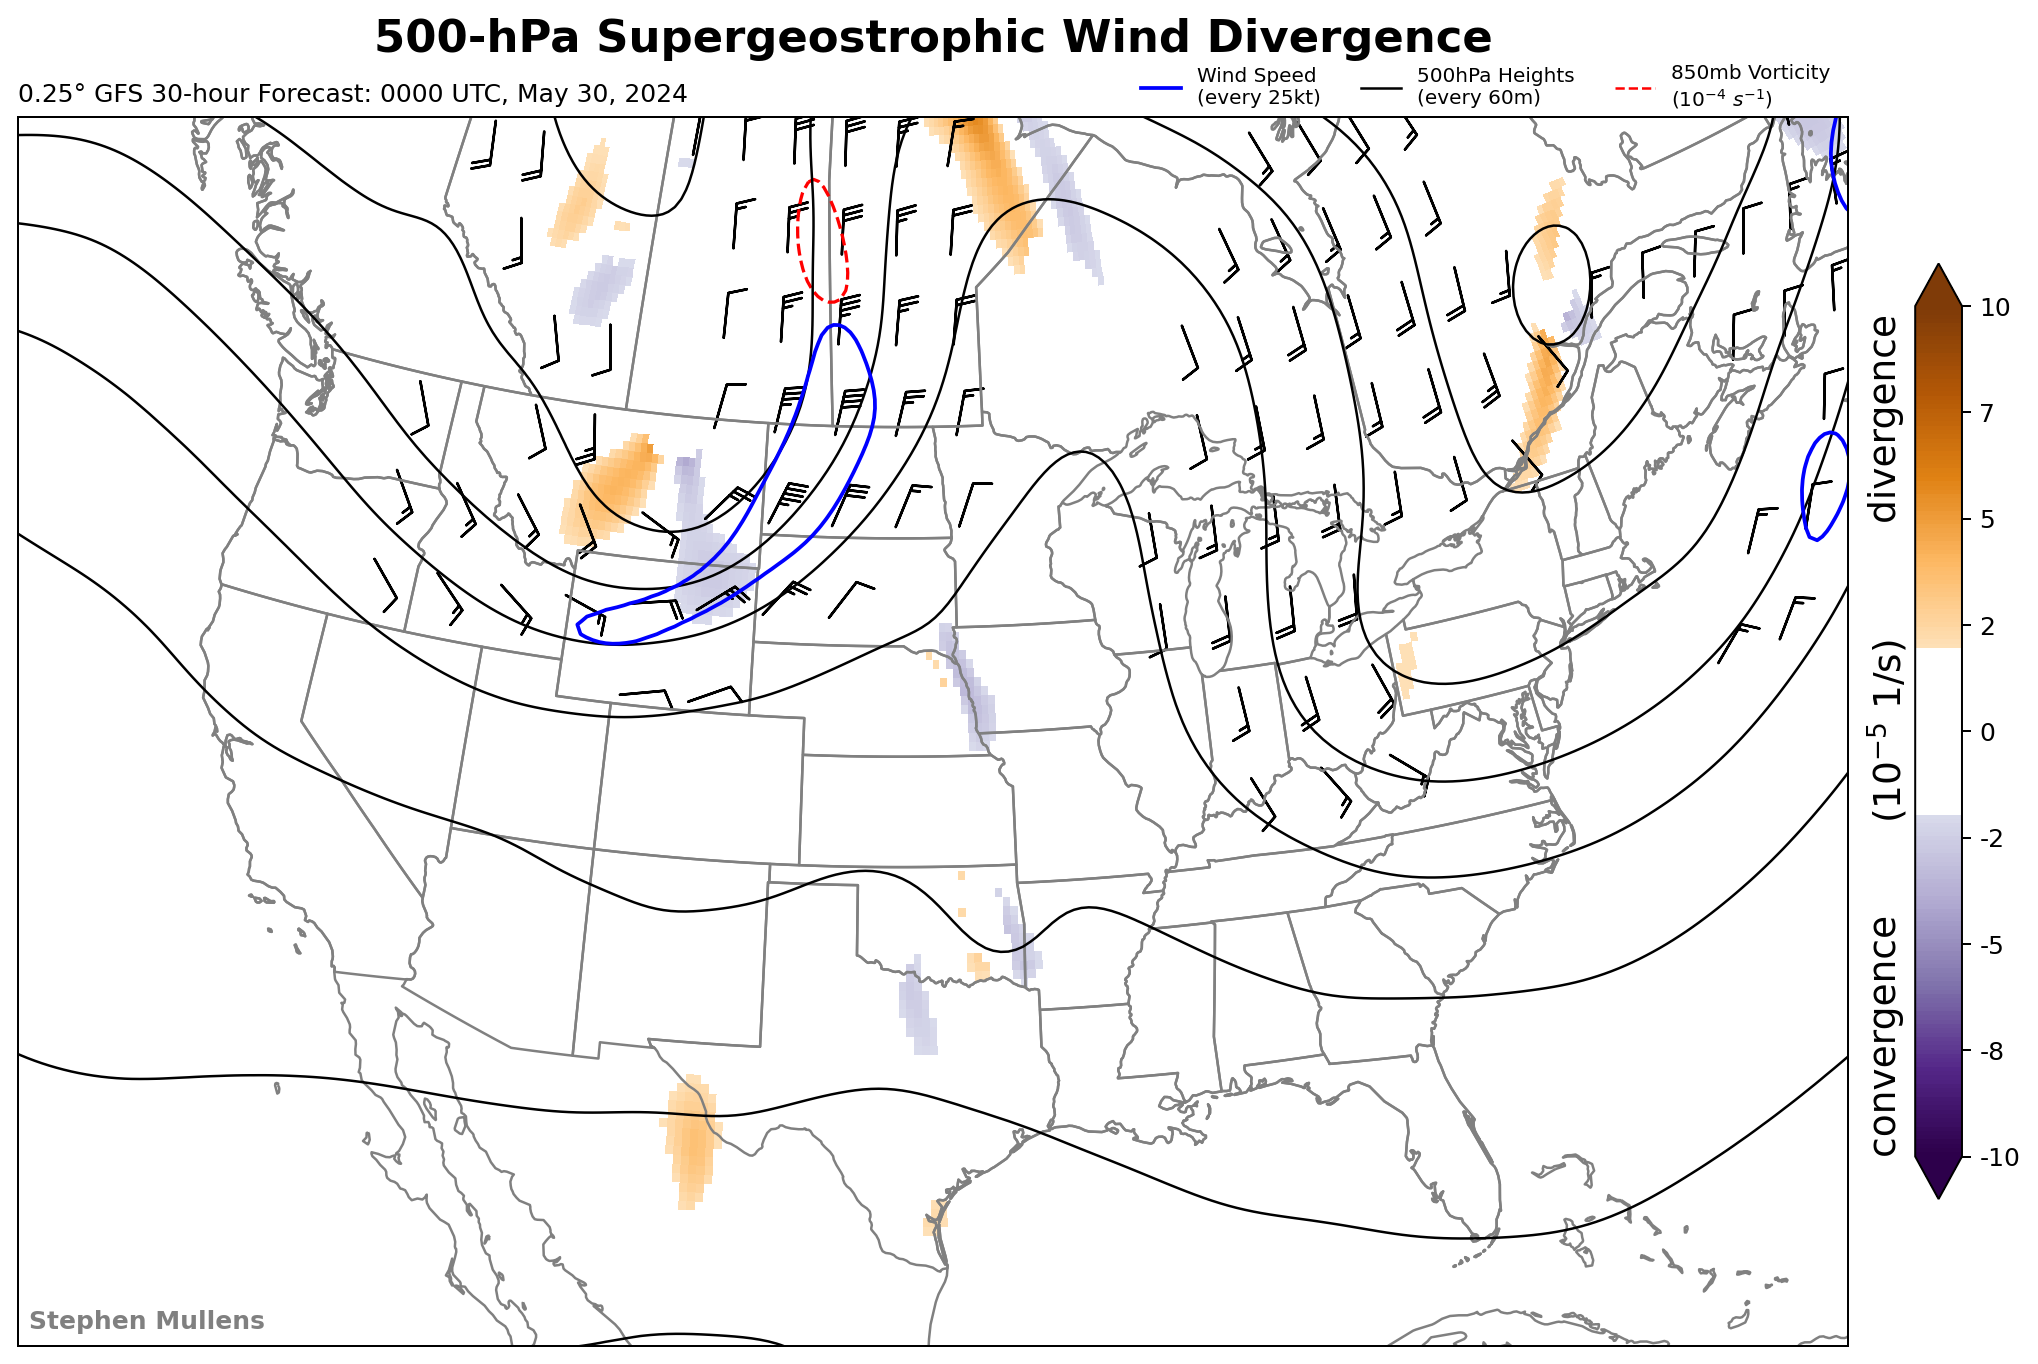 500-hPa Supergeostrophic Wind Divergence
0.25° GFS 30-hour Forecast: 0000 UTC, May 30, 2024
Wind Speed
(every 25kt)
500hPa Heights
(every 60m)
850mb Vorticity
(10⁻⁴ s⁻¹)
10
7
5
2
0
-2
-5
-8
-10
convergence (10⁻⁵ 1/s) divergence
Stephen Mullens